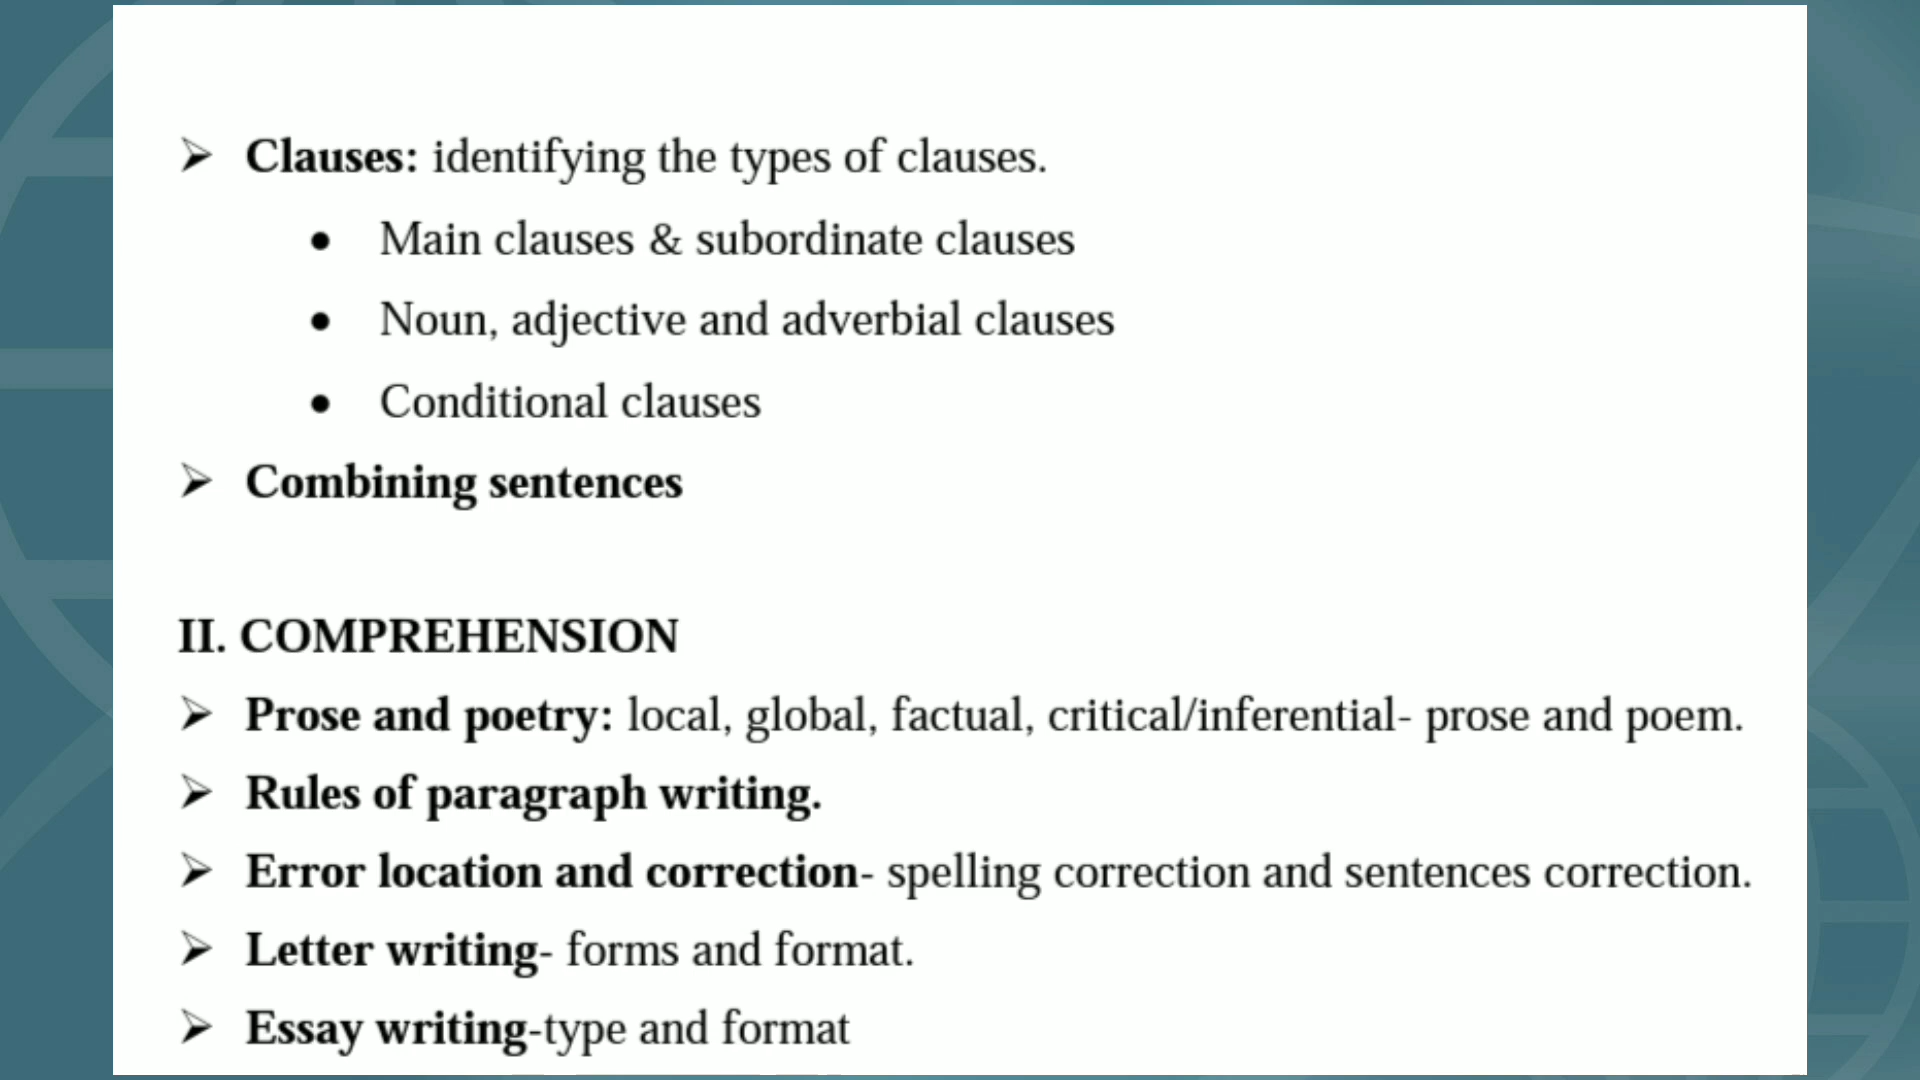 ➢ Clauses: identifying the types of clauses.
• Main clauses & subordinate clauses
• Noun, adjective and adverbial clauses
• Conditional clauses
➢ Combining sentences
II. COMPREHENSION
➢ Prose and poetry: local, global, factual, critical/inferential- prose and poem.
➢ Rules of paragraph writing.
➢ Error location and correction- spelling correction and sentences correction.
➢ Letter writing- forms and format.
➢ Essay writing-type and format